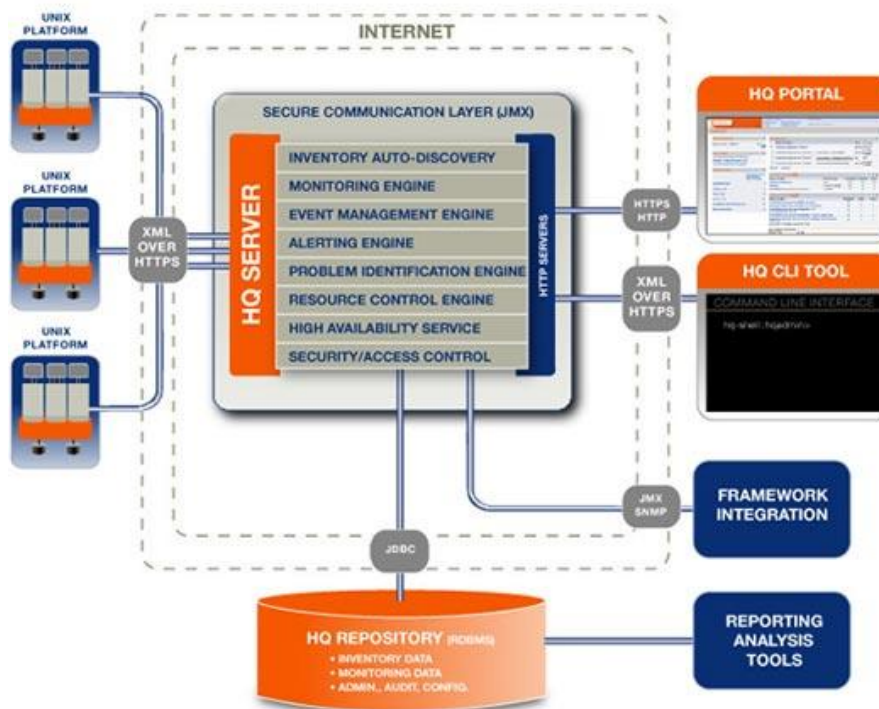 UNIX
PLATFORM
UNIX
PLATFORM
UNIX
PLATFORM
XML
OVER
HTTPS
INTERNET
SECURE COMMUNICATION LAYER (JMX)
HQ SERVER
INVENTORY AUTO-DISCOVERY
MONITORING ENGINE
EVENT MANAGEMENT ENGINE
ALERTING ENGINE
PROBLEM IDENTIFICATION ENGINE
RESOURCE CONTROL ENGINE
HIGH AVAILABILITY SERVICE
SECURITY/ACCESS CONTROL
HTTP SERVERS
HTTPS
HTTP
XML
OVER
HTTPS
JMX
SNMP
JDBC
HQ PORTAL
HQ CLI TOOL
COMMAND LINE INTERFACE
FRAMEWORK
INTEGRATION
HQ REPOSITORY (RDBMS)
• INVENTORY DATA
• MONITORING DATA
• ADMIN., AUDIT, CONFIG.
REPORTING
ANALYSIS
TOOLS